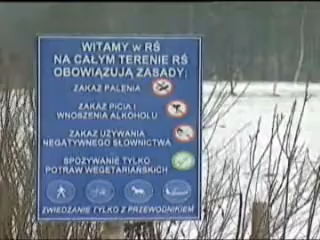 WITAMY w RŚ
NA CAŁYM TERENIE RŚ
OBOWIĄZUJĄ ZASADY:
ZAKAZ PALENIA
ZAKAZ PICIA I
WNOSZENIA ALKOHOLU
ZAKAZ UŻYWANIA
NEGATYWNEGO SŁOWNICTWA
SPOŻYWANIE TYLKO
POTRAW WEGETARIAŃSKICH
ZWIEDZANIE TYLKO Z PRZEWODNIKIEM